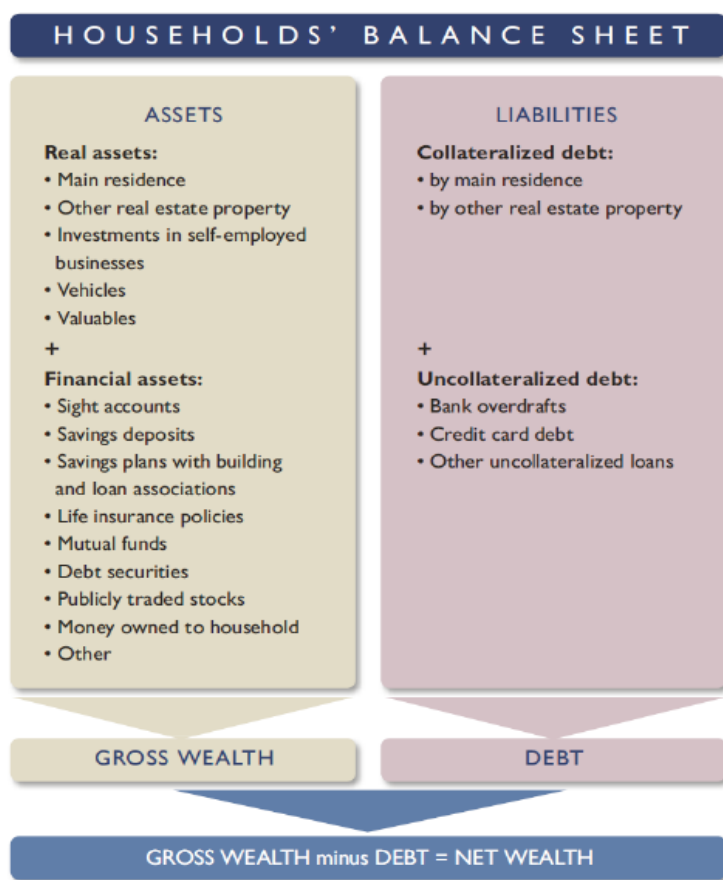 HOUSEHOLDS' BALANCE SHEET
ASSETS
Real assets:
• Main residence
• Other real estate property
• Investments in self-employed
businesses
• Vehicles
• Valuables
+
Financial assets:
• Sight accounts
• Savings deposits
• Savings plans with building
and loan associations
• Life insurance policies
• Mutual funds
• Debt securities
• Publicly traded stocks
• Money owned to household
• Other
LIABILITIES
Collateralized debt:
• by main residence
• by other real estate property
+
Uncollateralized debt:
• Bank overdrafts
• Credit card debt
• Other uncollateralized loans
GROSS WEALTH
DEBT
GROSS WEALTH minus DEBT = NET WEALTH